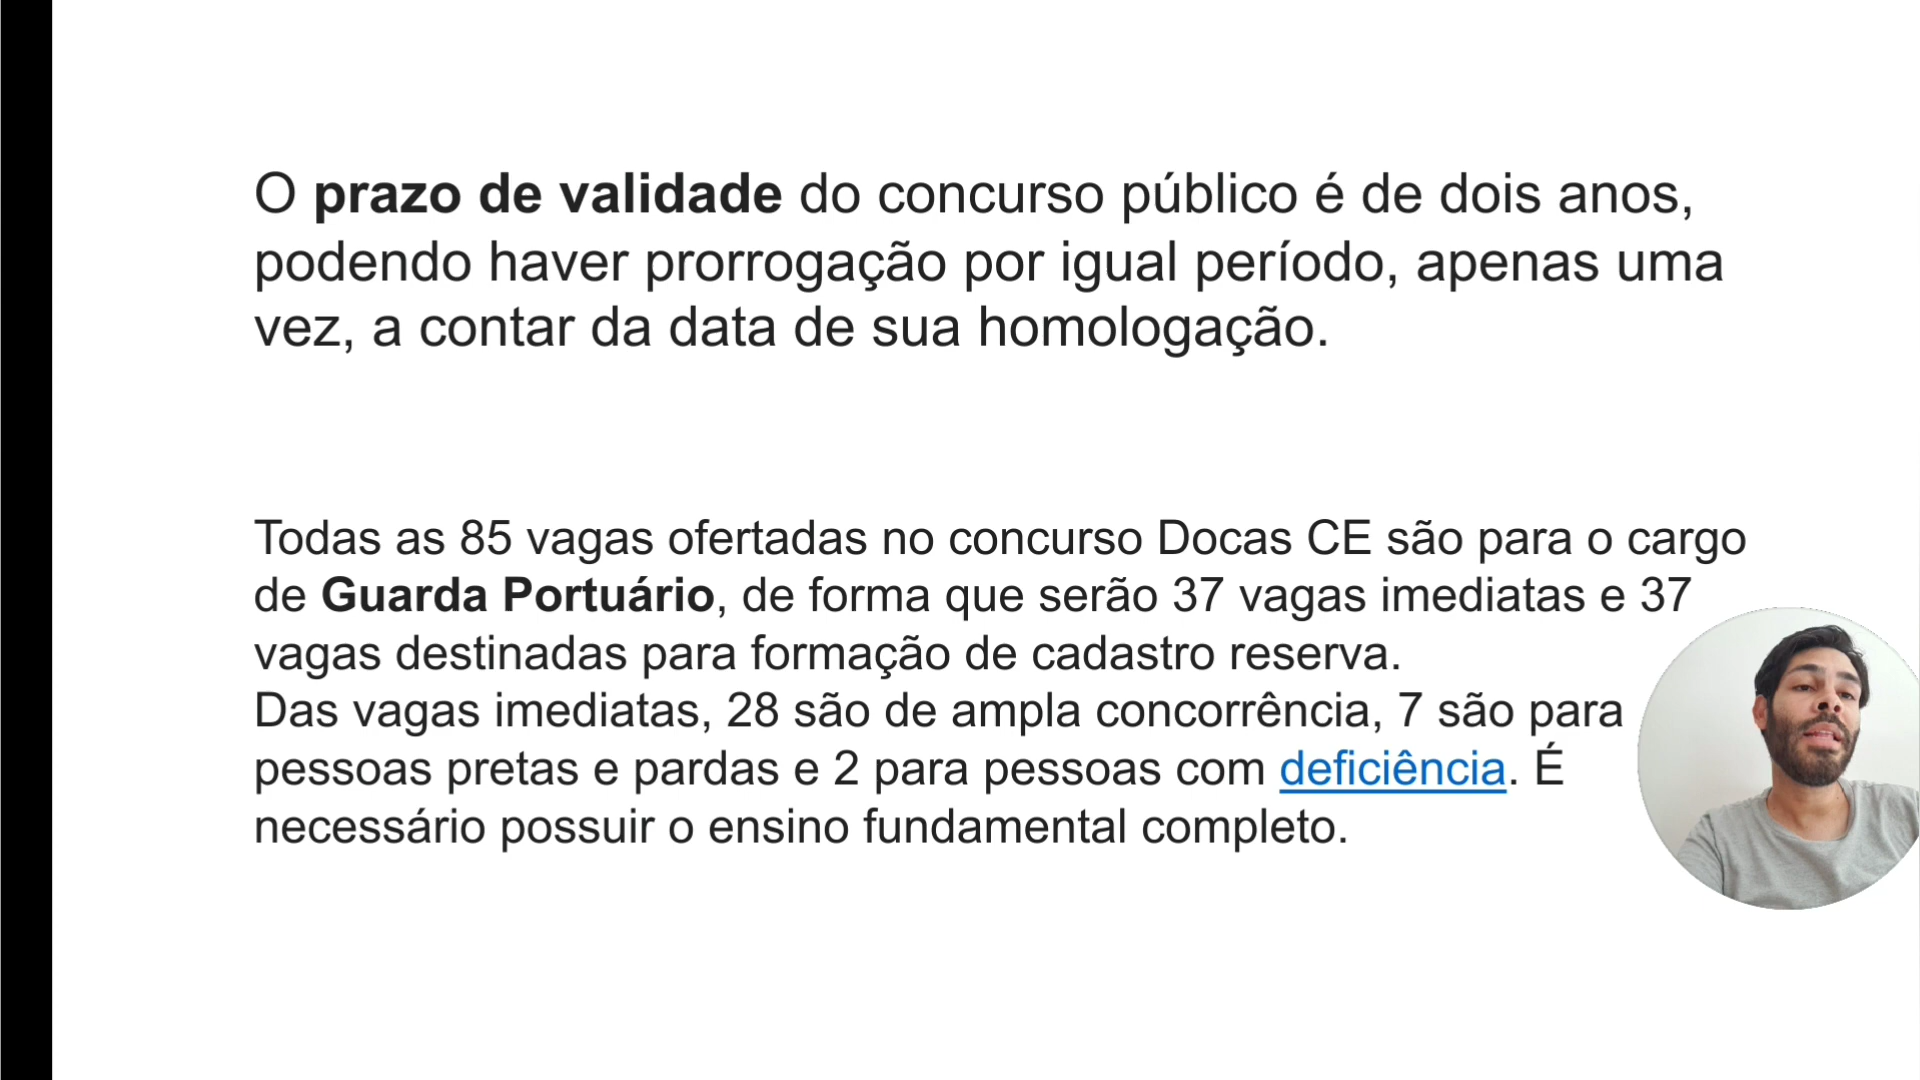 O prazo de validade do concurso público é de dois anos,
podendo haver prorrogação por igual período, apenas uma
vez, a contar da data de sua homologação.
Todas as 85 vagas ofertadas no concurso Docas CE são para o cargo
de Guarda Portuário, de forma que serão 37 vagas imediatas e 37
vagas destinadas para formação de cadastro reserva.
Das vagas imediatas, 28 são de ampla concorrência, 7 são para
pessoas pretas e pardas e 2 para pessoas com deficiência. É
necessário possuir o ensino fundamental completo.